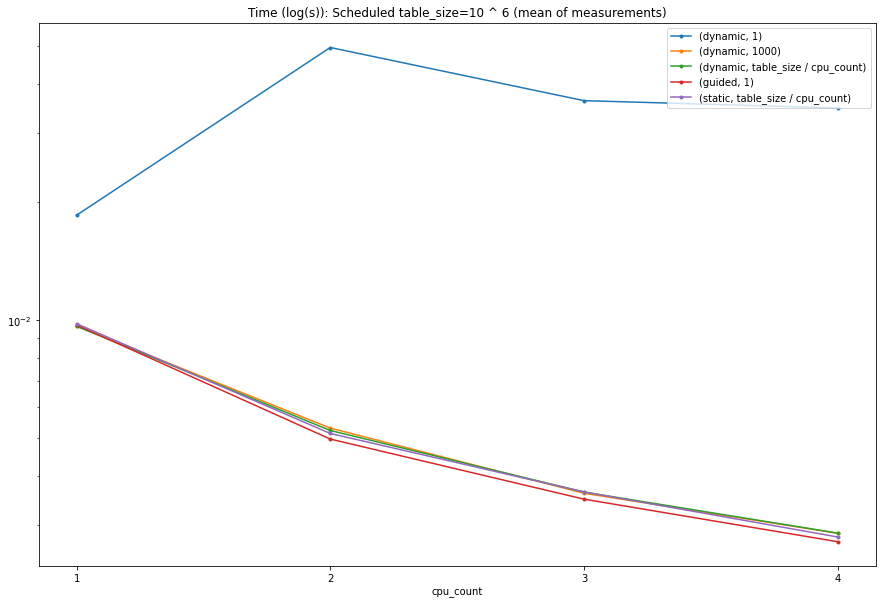 Time (log(s)): Scheduled table_size=10 ^ 6 (mean of measurements)
(dynamic, 1)
(dynamic, 1000)
(dynamic, table_size / cpu_count)
(guided, 1)
(static, table_size / cpu_count)
10⁻²
1 2 3 4
cpu_count